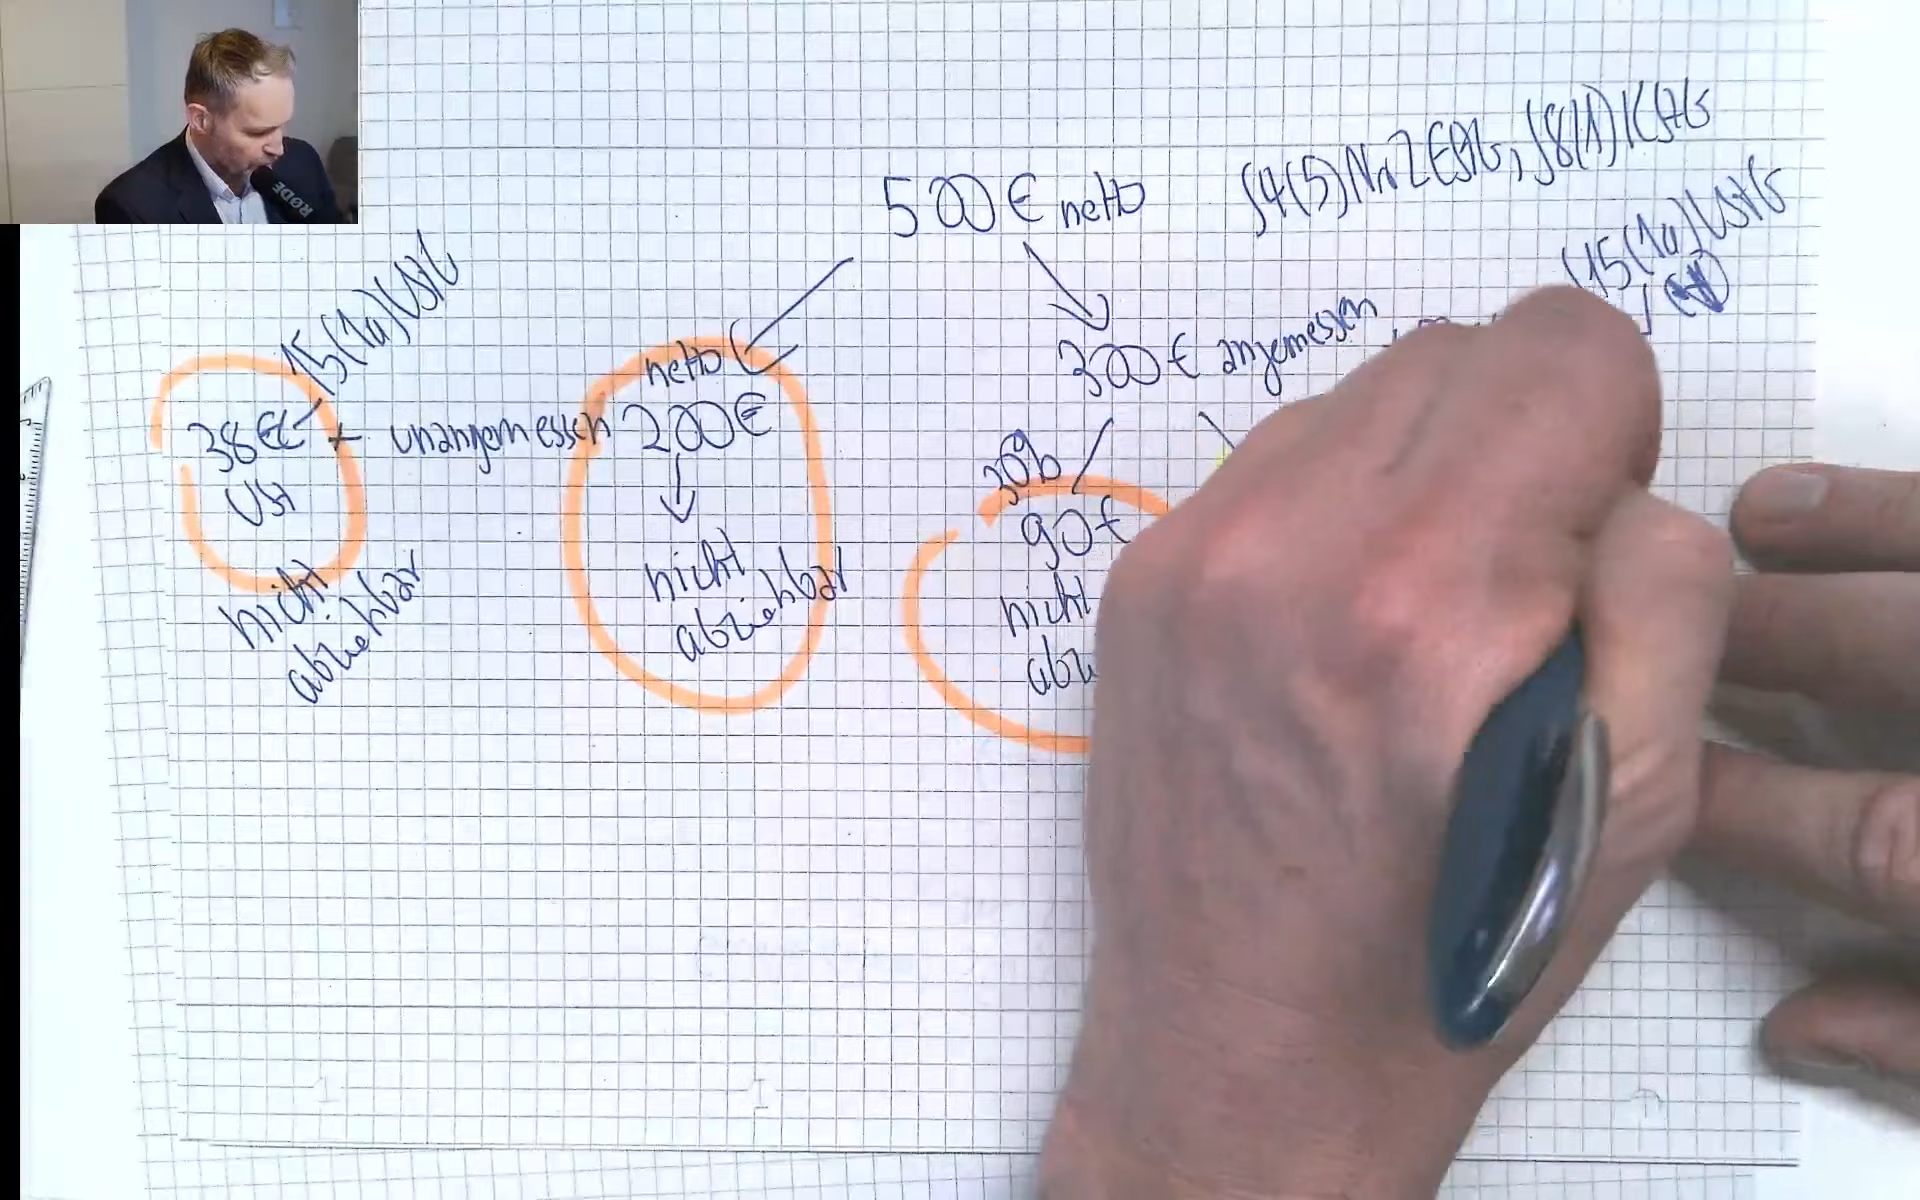 RØDE
500 € netto
§4(5) Nr 2 EStG, §8(1) KStG
15(1a) UStG
15(1a) UStG
netto
300 € angemessen
38 €
+ unangemessen 200 €
30%
USt
90 €
nicht
abziehbar
nicht
abziehbar
nicht